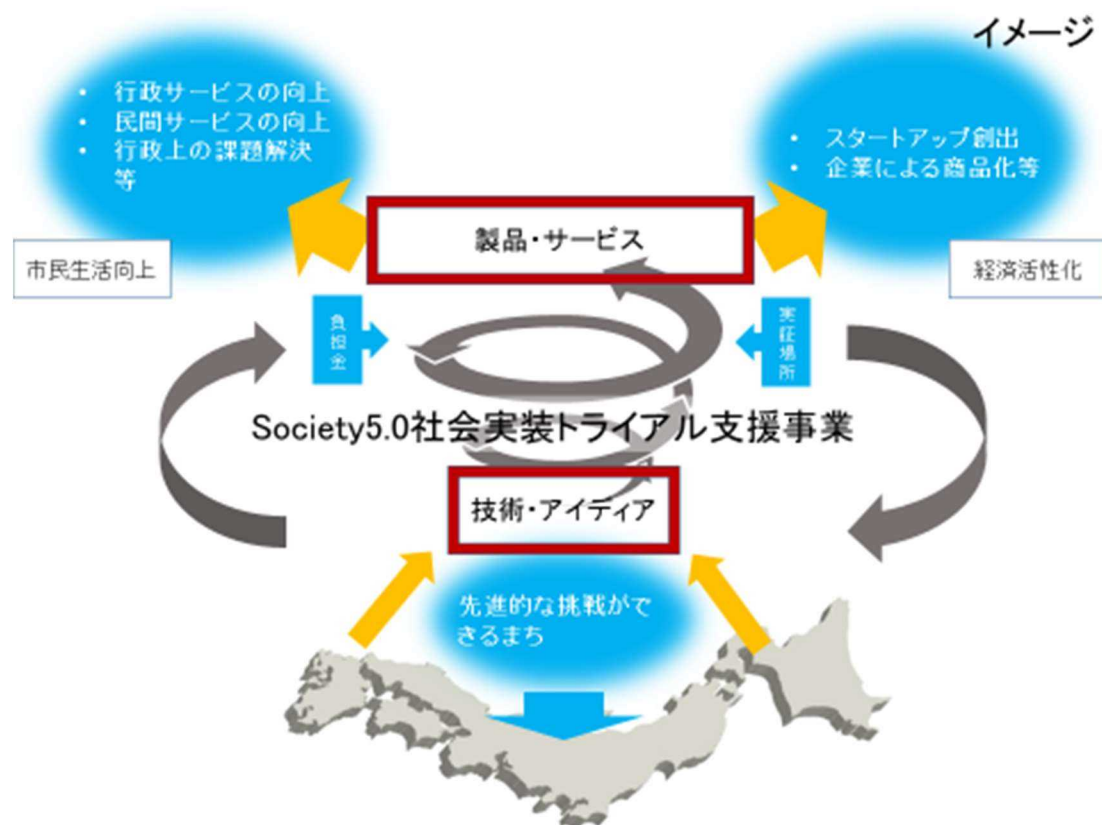 イメージ
• 行政サービスの向上
• 民間サービスの向上
• 行政上の課題解決
等
• スタートアップ創出
• 企業による商品化等
製品・サービス
市民生活向上
経済活性化
負担金
実証場所
Society5.0社会実装トライアル支援事業
技術・アイディア
先進的な挑戦がで
きるまち